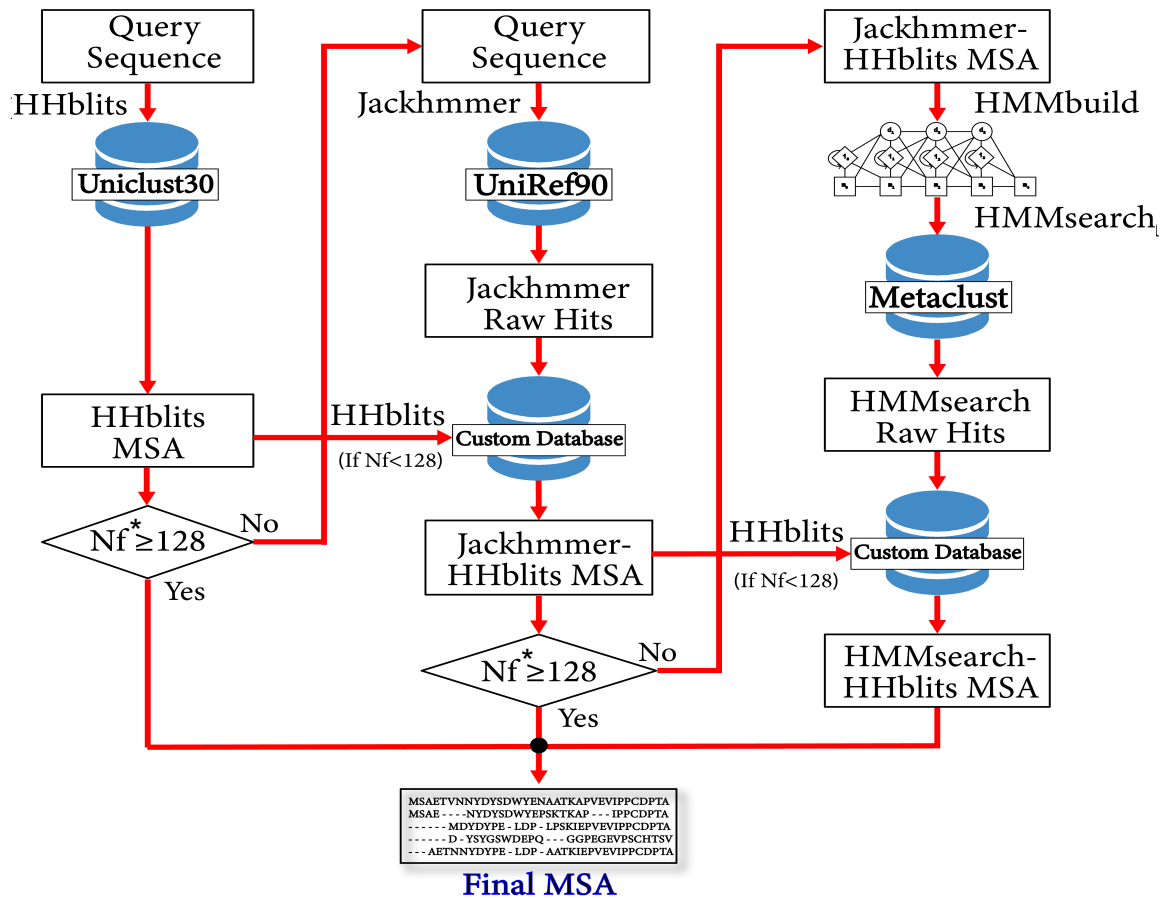 Query
Sequence
HHblits
Uniclust30
HHblits
MSA
Nf*≥128
No
Yes
Query
Sequence
Jackhmmer
UniRef90
Jackhmmer
Raw Hits
HHblits
(If Nf<128)
Custom Database
Jackhmmer-
HHblits MSA
Nf*≥128
No
Yes
Jackhmmer-
HHblits MSA
HMMbuild
HMMsearch
Metaclust
HMMsearch
Raw Hits
HHblits
(If Nf<128)
Custom Database
HMMsearch-
HHblits MSA
MSAETVNNYDYSDWYENAATKAPVEVIPPCDPTA
MSAE----NYDYSDWYEPSKTKAP---IPPCDPTA
------MDYDYPE-LDP-LPSKIEPVEVIPPCDPTA
------D-YSYGSWDEPQ---GGPEGEVPSCHTSV
---AETNNYDYPE-LDP-AATKIEPVEVIPPCDPTA
Final MSA